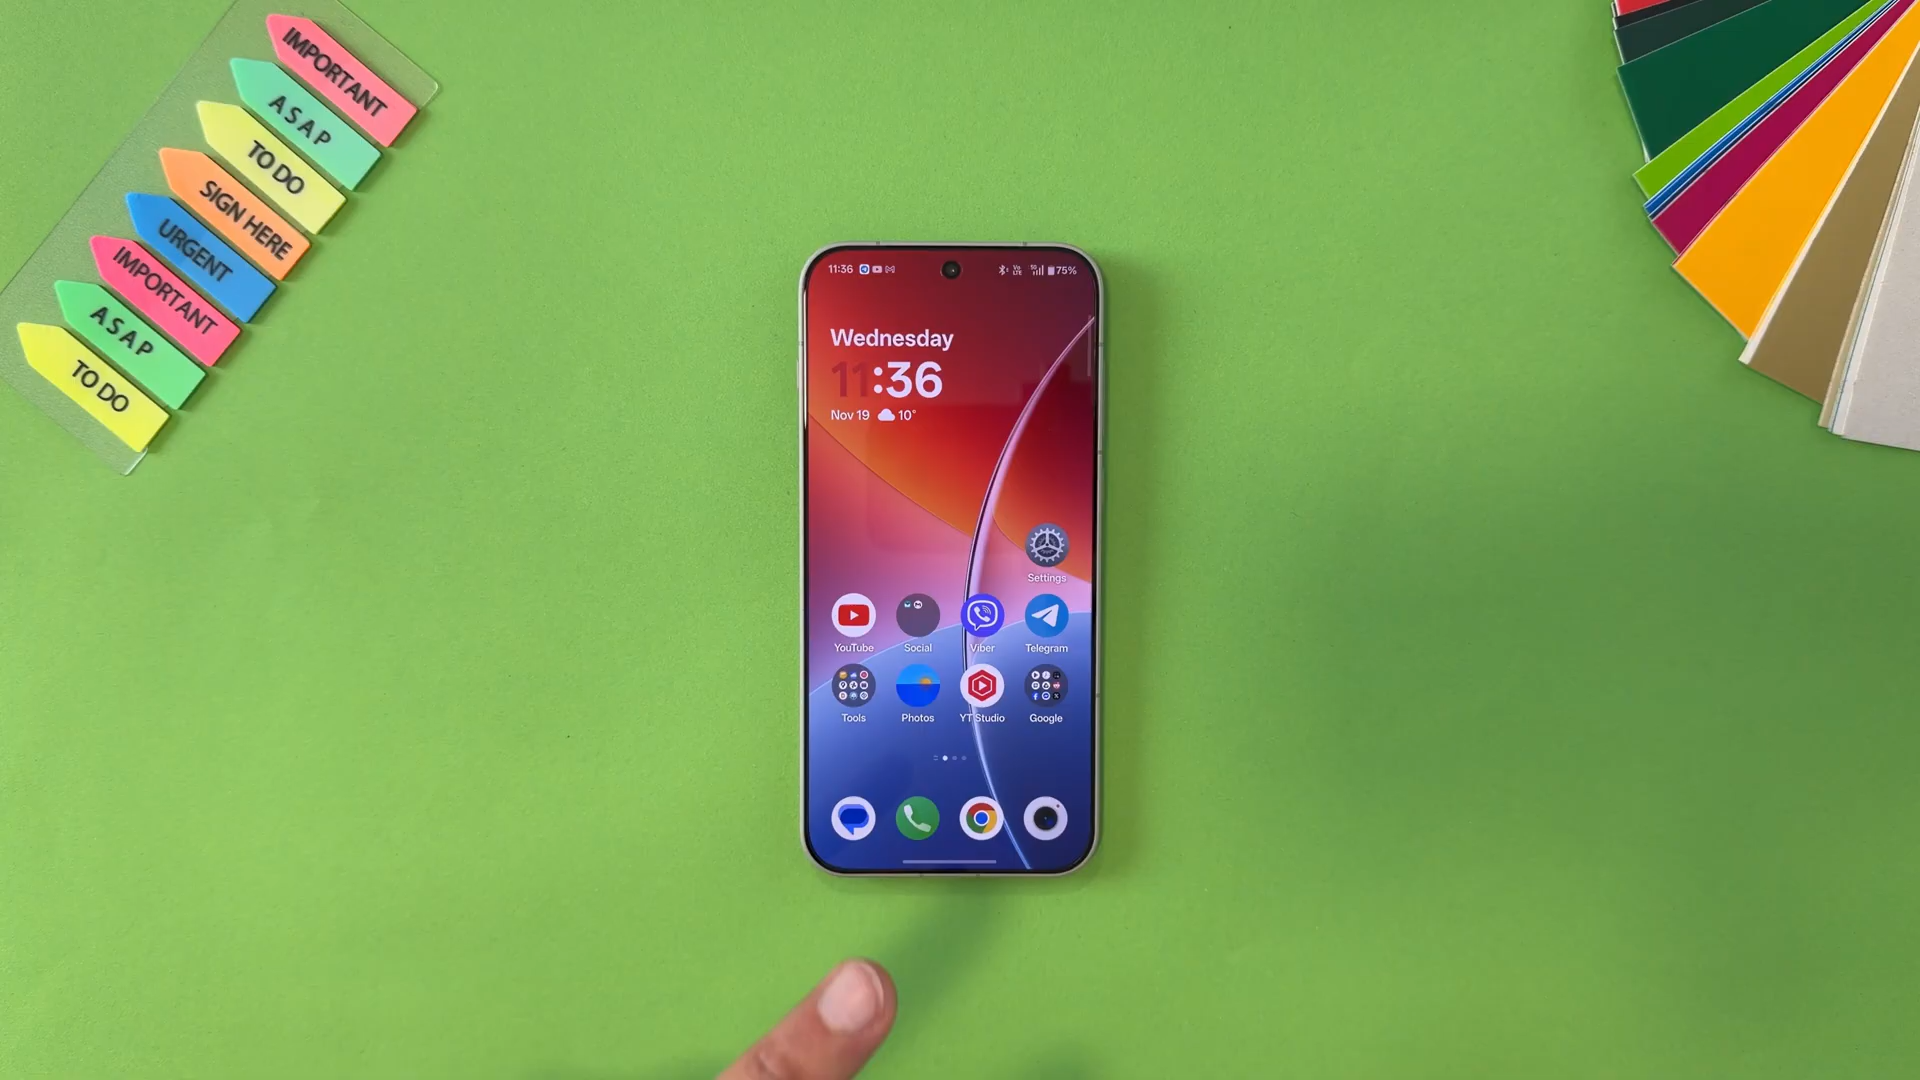 IMPORTANT
ASAP
TO DO
SIGN HERE
URGENT
IMPORTANT
ASAP
TO DO
11:36
75%
Wednesday
11:36
Nov 19 10°
Settings
YouTube Social Viber Telegram
Tools Photos YT Studio Google